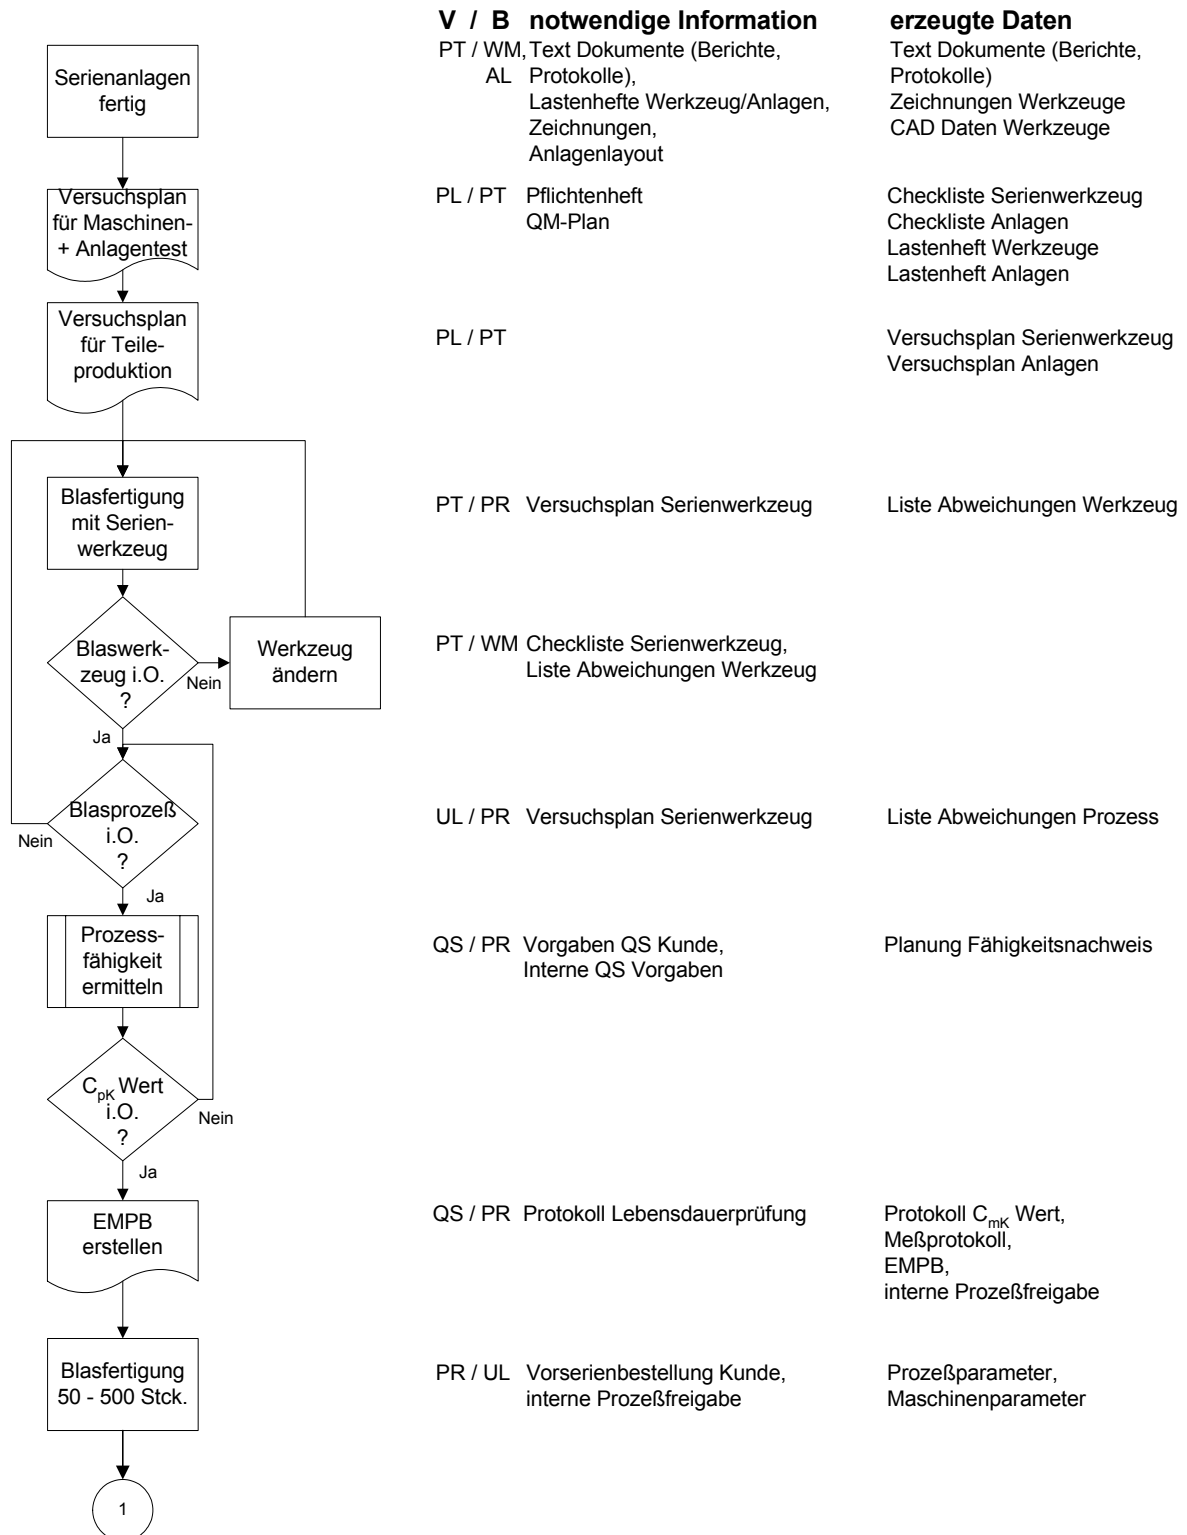 V / B notwendige Information erzeugte Daten
Serienanlagen
fertig
PT / WM,
AL
Text Dokumente (Berichte,
Protokolle),
Lastenhefte Werkzeug/Anlagen,
Zeichnungen,
Anlagenlayout
Text Dokumente (Berichte,
Protokolle)
Zeichnungen Werkzeuge
CAD Daten Werkzeuge
Versuchsplan
für Maschinen-
+ Anlagentest
PL / PT
Pflichtenheft
QM-Plan
Checkliste Serienwerkzeug
Checkliste Anlagen
Lastenheft Werkzeuge
Lastenheft Anlagen
Versuchsplan
für Teile-
produktion
PL / PT
Versuchsplan Serienwerkzeug
Versuchsplan Anlagen
Blasfertigung
mit Serien-
werkzeug
PT / PR
Versuchsplan Serienwerkzeug
Liste Abweichungen Werkzeug
Blaswerk-
zeug i.O.
?
Nein
Werkzeug
ändern
PT / WM
Checkliste Serienwerkzeug,
Liste Abweichungen Werkzeug
Ja
Blasprozeß
i.O.
?
Nein
UL / PR
Versuchsplan Serienwerkzeug
Liste Abweichungen Prozess
Ja
Prozess-
fähigkeit
ermitteln
QS / PR
Vorgaben QS Kunde,
Interne QS Vorgaben
Planung Fähigkeitsnachweis
CpK Wert
i.O.
?
Nein
Ja
EMPB
erstellen
QS / PR
Protokoll Lebensdauerprüfung
Protokoll CmK Wert,
Meßprotokoll,
EMPB,
interne Prozeßfreigabe
Blasfertigung
50 - 500 Stck.
PR / UL
Vorserienbestellung Kunde,
interne Prozeßfreigabe
Prozeßparameter,
Maschinenparameter
1